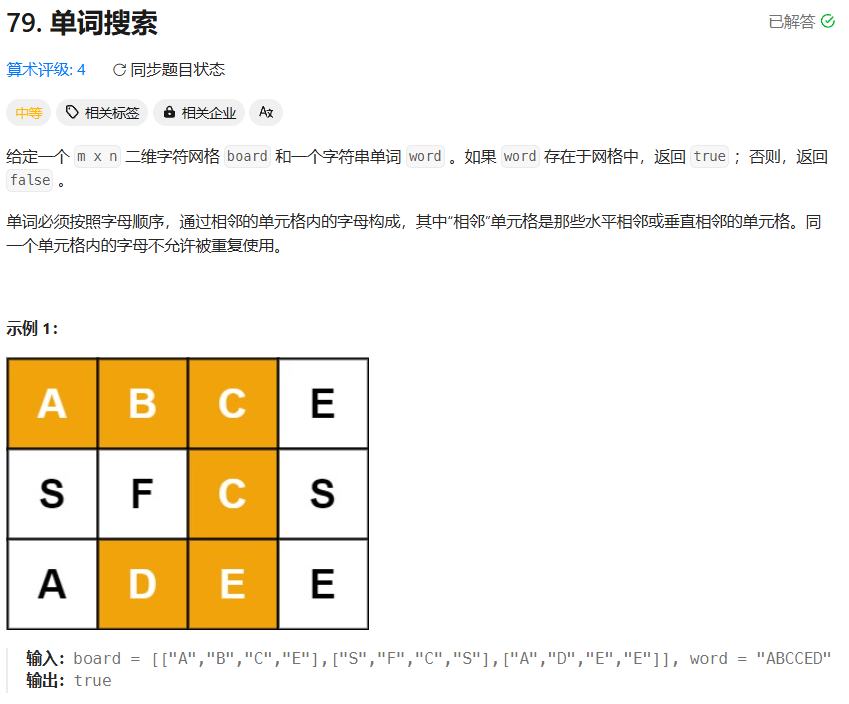 79. 单词搜索
已解答
算术评级: 4 同步题目状态
中等 相关标签 相关企业 Aх
给定一个 m x n 二维字符网格 board 和一个字符串单词 word 。如果 word 存在于网格中，返回 true ；否则，返回
false 。
单词必须按照字母顺序，通过相邻的单元格内的字母构成，其中“相邻”单元格是那些水平相邻或垂直相邻的单元格。同
一个单元格内的字母不允许被重复使用。
示例 1：
A B C E
S F C S
A D E E
输入：board = [["A","B","C","E"],["S","F","C","S"],["A","D","E","E"]], word = "ABCCED"
输出：true